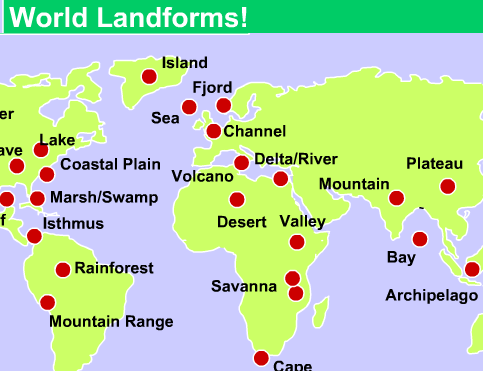 World Landforms!
Island
Fjord
Sea
er
Lake
Channel
ave
Coastal Plain
Delta/River
Plateau
Volcano
Mountain
Marsh/Swamp
f
Desert
Valley
Isthmus
Bay
Rainforest
Savanna
Archipelago
Mountain Range
Cape